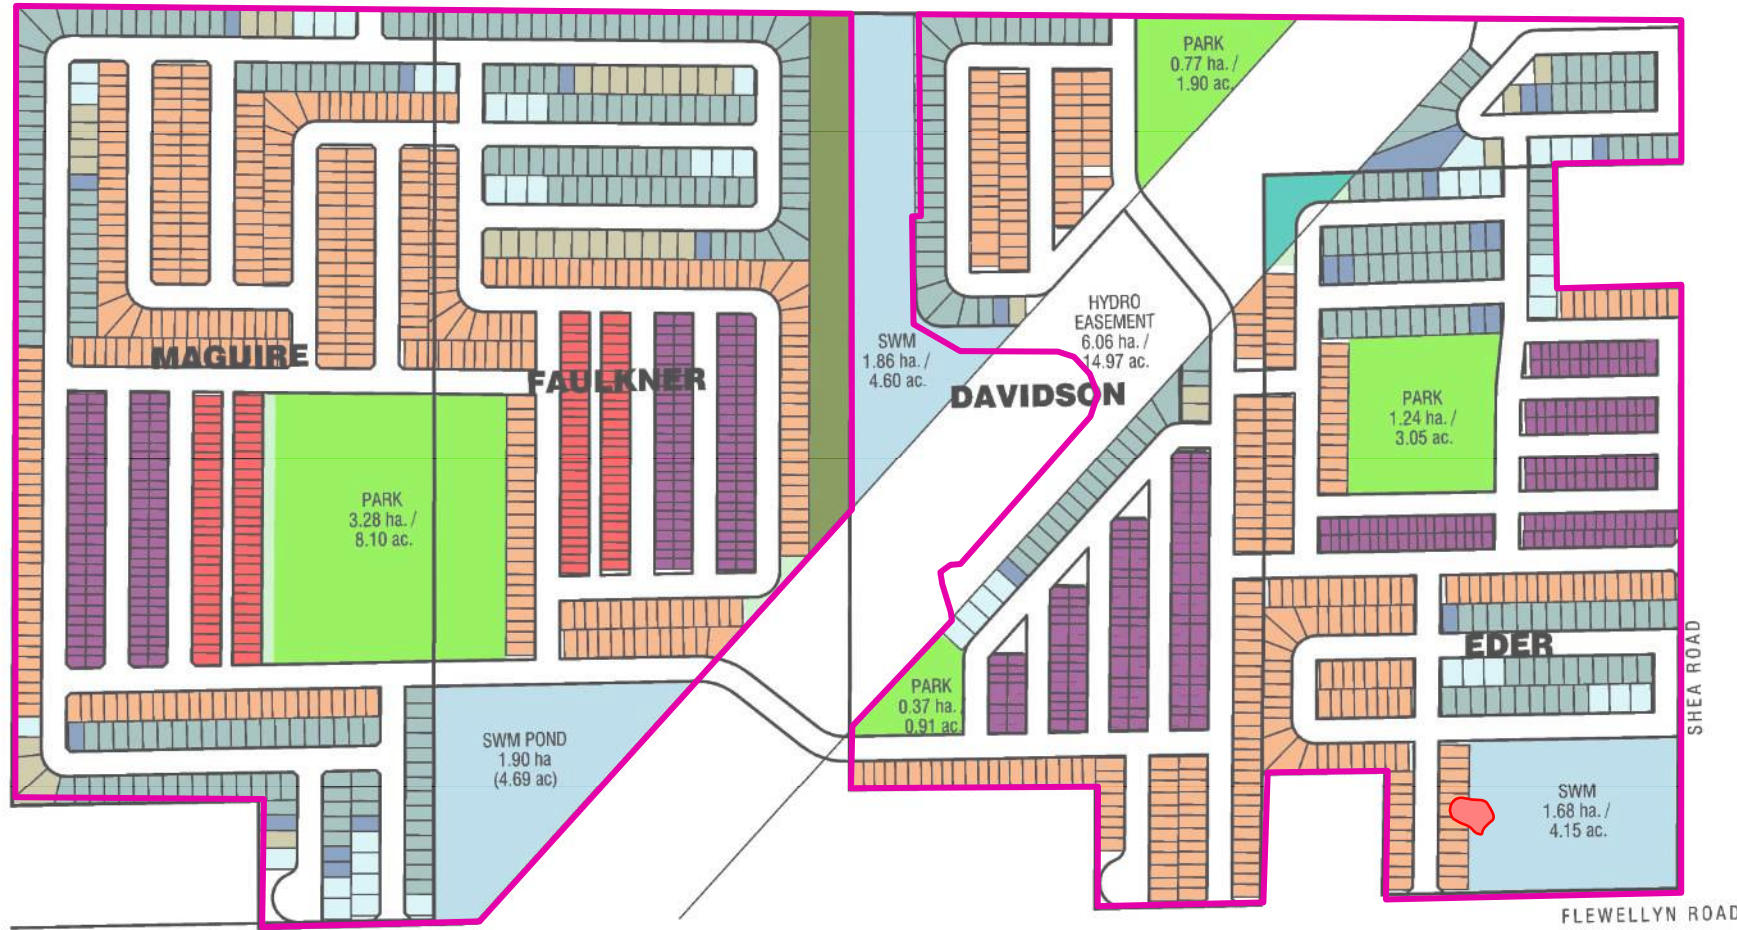 PARK
0.77 ha. /
1.90 ac.
HYDRO
EASEMENT
6.06 ha. /
14.97 ac.
SWM
1.86 ha. /
4.60 ac.
MAGUIRE
FAULKNER
DAVIDSON
PARK
1.24 ha. /
3.05 ac.
PARK
3.28 ha. /
8.10 ac.
EDER
SHEA ROAD
PARK
0.37 ha.
0.91 ac.
SWM POND
1.90 ha
(4.69 ac)
SWM
1.68 ha. /
4.15 ac.
FLEWELLYN ROAD